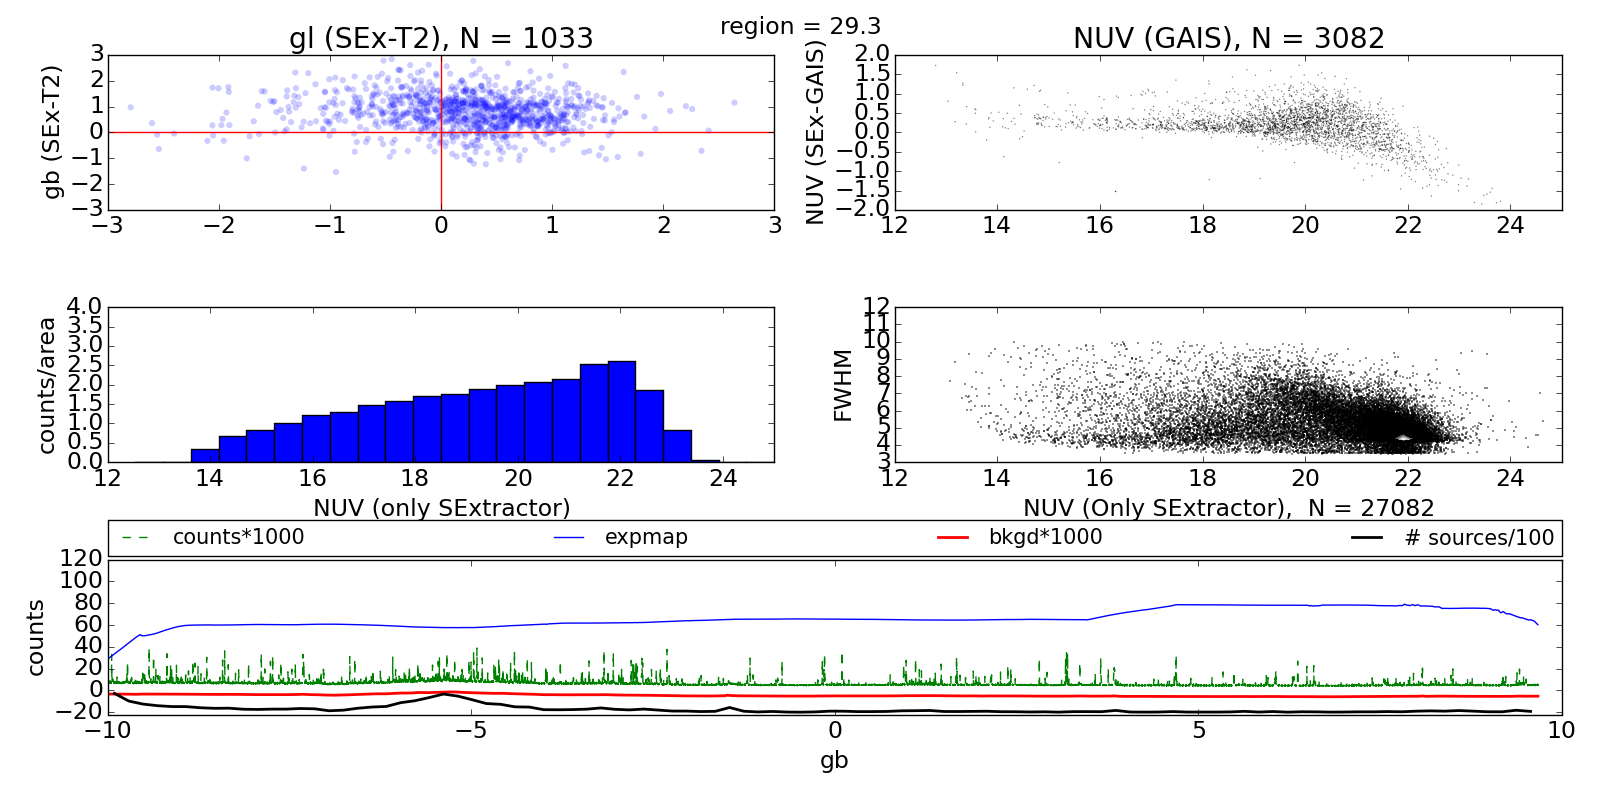 region = 29.3
gl (SEx-T2), N = 1033
gb (SEx-T2)
3
2
1
0
−1
−2
−3
−3 −2 −1 0 1 2 3
NUV (GAIS), N = 3082
NUV (SEx-GAIS)
2.0
1.5
1.0
0.5
0.0
−0.5
−1.0
−1.5
−2.0
12 14 16 18 20 22 24
counts/area
4.0
3.5
3.0
2.5
2.0
1.5
1.0
0.5
0.0
12 14 16 18 20 22 24
NUV (only SExtractor)
FWHM
12
11
10
9
8
7
6
5
4
3
12 14 16 18 20 22 24
NUV (Only SExtractor), N = 27082
counts*1000 expmap bkgd*1000 # sources/100
counts
120
100
80
60
40
20
0
−20
−10 −5 0 5 10
gb